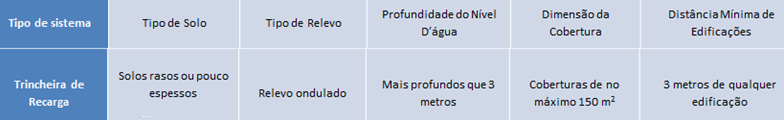 Tipo de sistema
Tipo de Solo
Tipo de Relevo
Profundidade do Nível
D'água
Dimensão da
Cobertura
Distância Mínima de
Edificações
Trincheira de
Recarga
Solos rasos ou pouco
espessos
Relevo ondulado
Mais profundos que 3
metros
Coberturas de no
máximo 150 m²
3 metros de qualquer
edificação